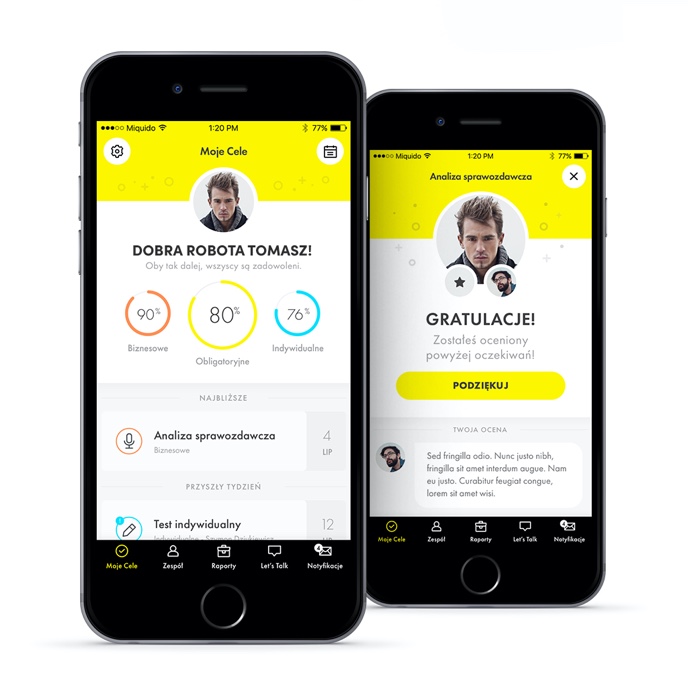 Miquido
1:20 PM
77%
Moje Cele
DOBRA ROBOTA TOMASZ!
Oby tak dalej, wszyscy są zadowoleni.
90%
80%
76%
Biznesowe
Obligatoryjne
Indywidualne
NAJBLIŻSZE
Analiza sprawozdawcza
Biznesowe
4
LIP
PRZYSZŁY TYDZIEŃ
Test indywidualny
12
Indywidualne - Szymon
Moje Cele
Zespół
Raporty
Let's Talk
Notyfikacje
Miquido
1:20 PM
77%
Analiza sprawozdawcza
GRATULACJE!
Zostałeś oceniony
powyżej oczekiwań!
PODZIĘKUJ
TWOJA OCENA
Sed fringilla odio. Nunc justo nibh,
fringilla sit amet interdum augue. Nam
eu justo. Curabitur feugiat congue,
lorem sit amet wisi.
Moje Cele
Zespół
Raporty
Let's Talk
Notyfikacje